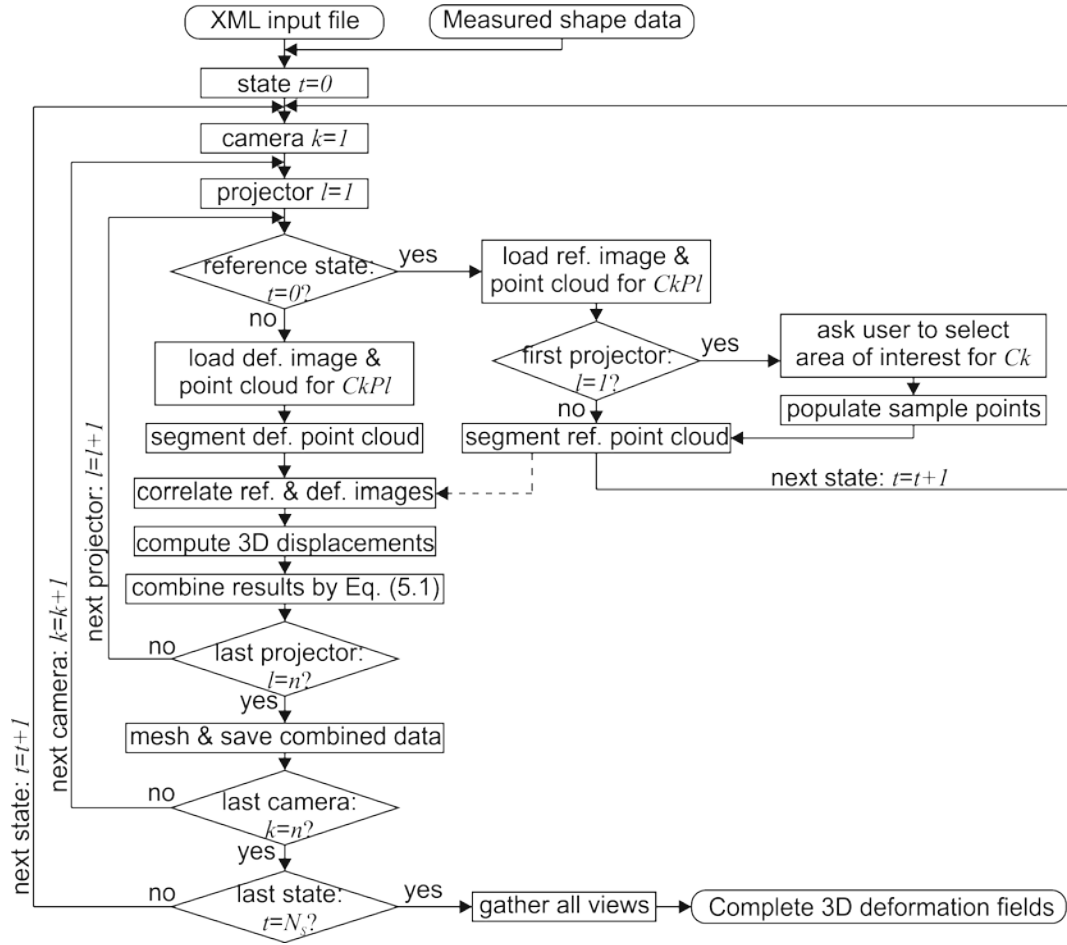 XML input file
Measured shape data
state t=0
camera k=1
projector l=1
reference state:
t=0?
yes
no
load ref. image &
point cloud for CkPl
first projector:
l=1?
yes
no
ask user to select
area of interest for Ck
populate sample points
segment ref. point cloud
next state: t=t+1
load def. image &
point cloud for CkPl
segment def. point cloud
correlate ref. & def. images
compute 3D displacements
combine results by Eq. (5.1)
last projector:
l=n?
no
yes
next projector: l=l+1
mesh & save combined data
last camera:
k=n?
no
yes
next camera: k=k+1
last state:
t=Ns?
no
yes
next state: t=t+1
gather all views
Complete 3D deformation fields